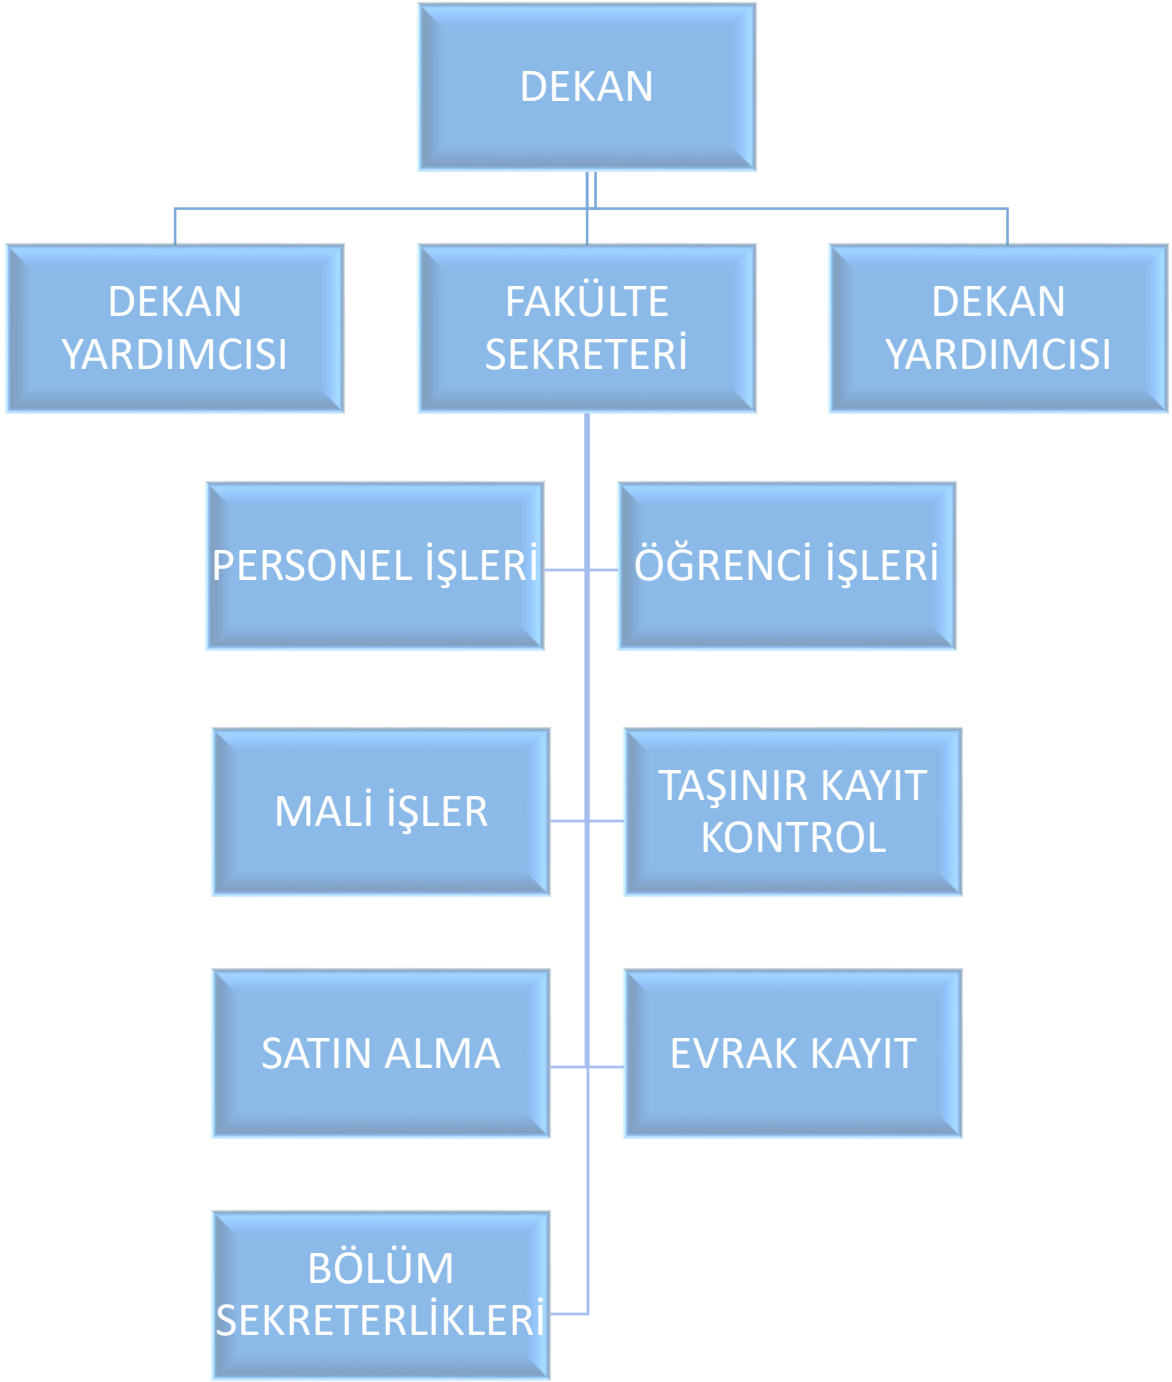 DEKAN
DEKAN
YARDIMCISI
FAKÜLTE
SEKRETERİ
DEKAN
YARDIMCISI
PERSONEL İŞLERİ
ÖĞRENCİ İŞLERİ
MALİ İŞLER
TAŞINIR KAYIT
KONTROL
SATIN ALMA
EVRAK KAYIT
BÖLÜM
SEKRETERLİKLERİ